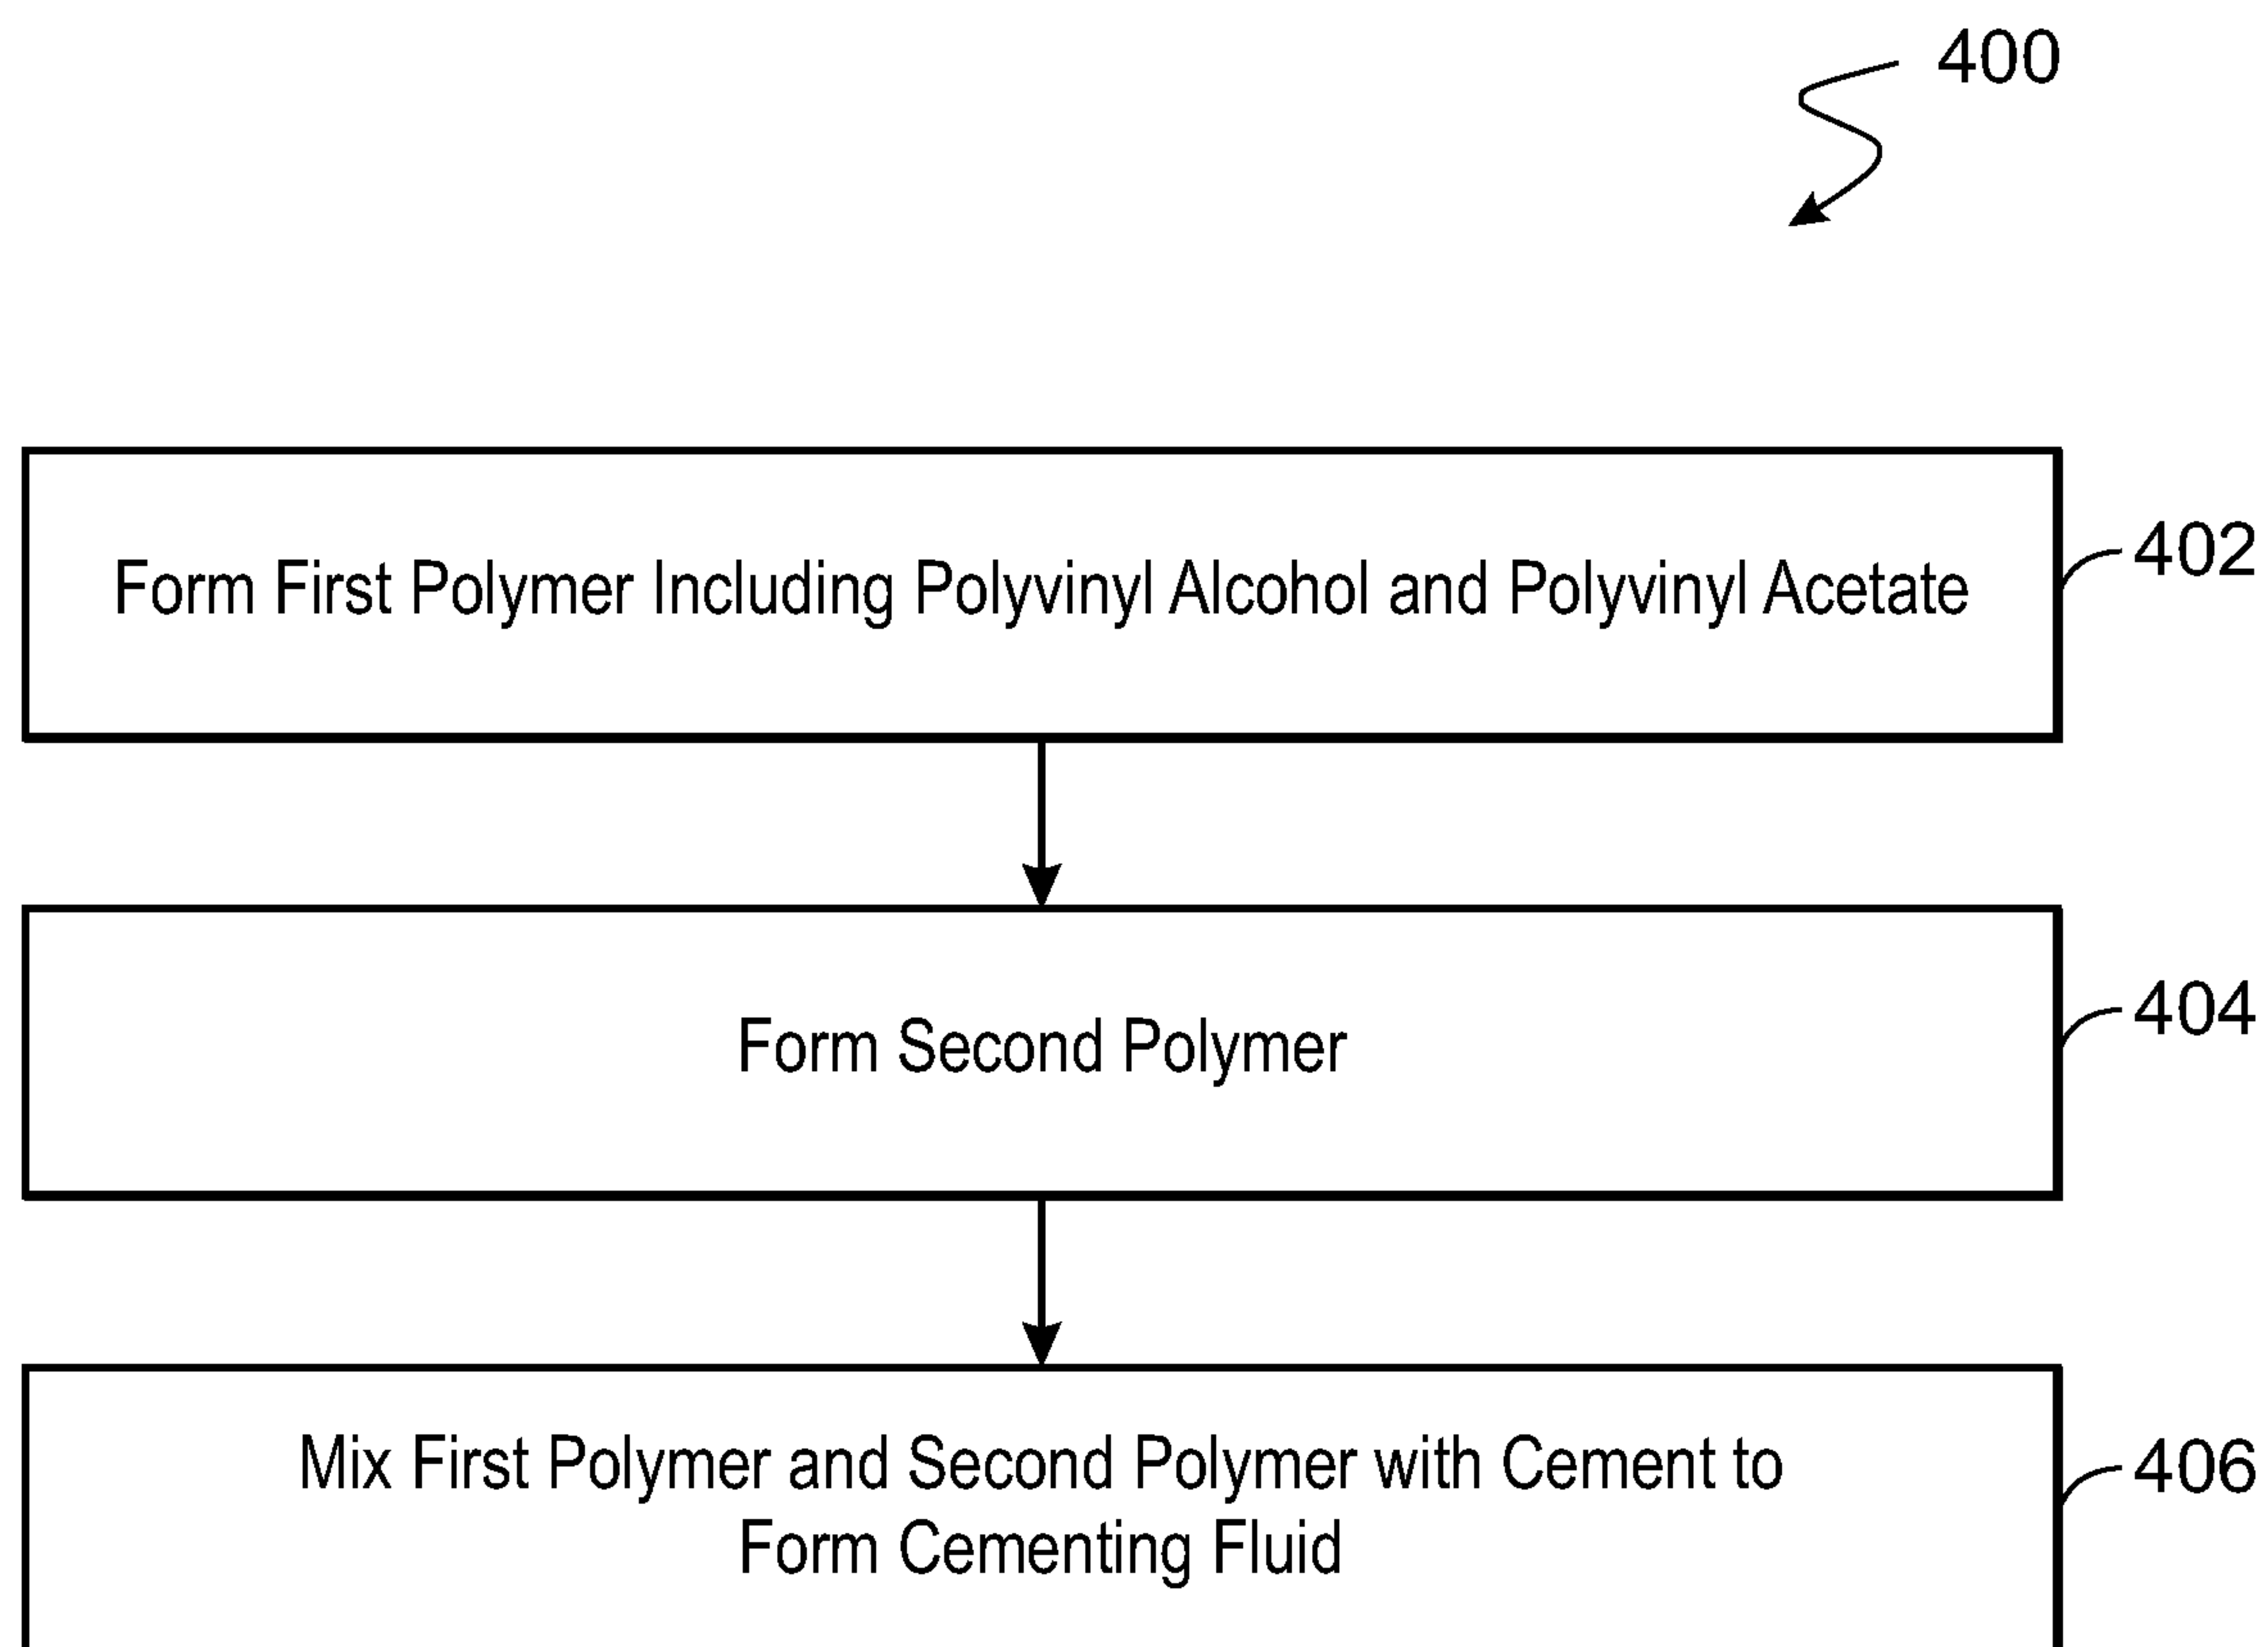 400
Form First Polymer Including Polyvinyl Alcohol and Polyvinyl Acetate
402
Form Second Polymer
404
Mix First Polymer and Second Polymer with Cement to
Form Cementing Fluid
406